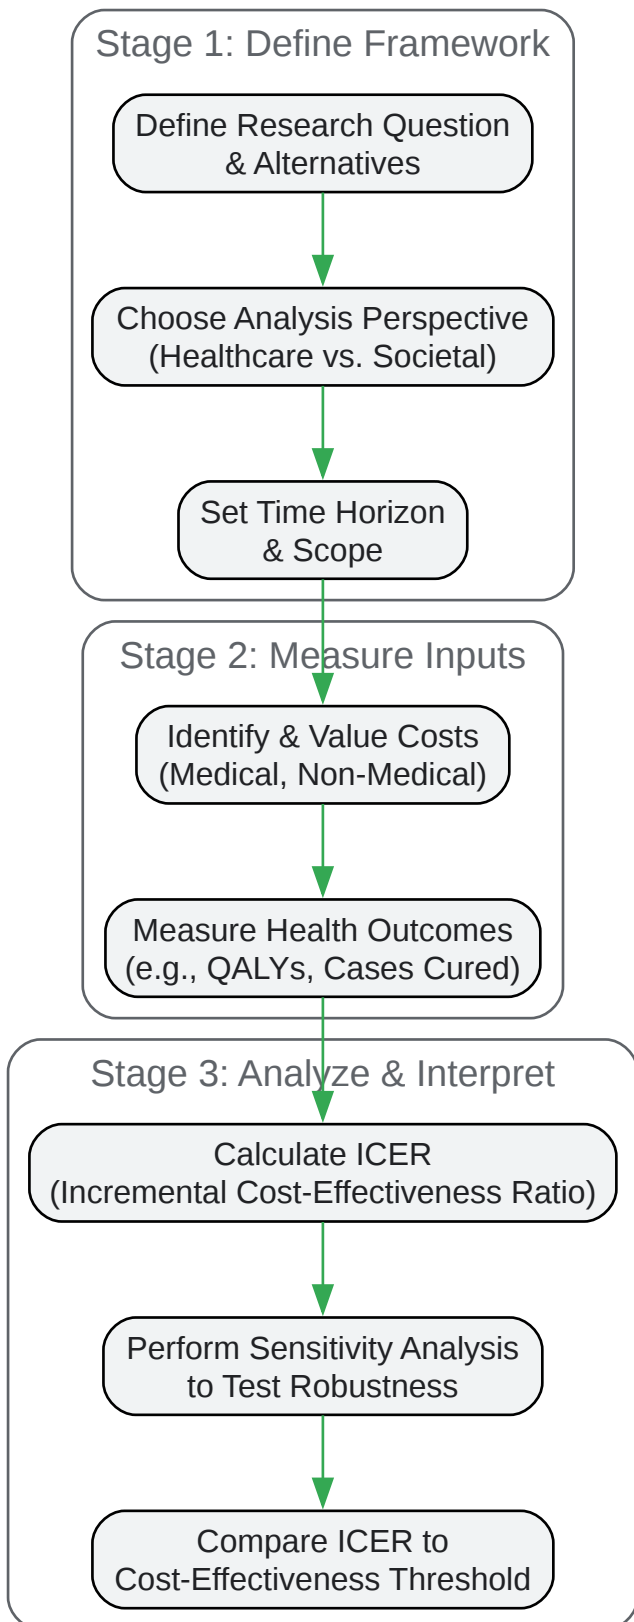 Stage 1: Define Framework
Define Research Question
& Alternatives
Choose Analysis Perspective
(Healthcare vs. Societal)
Set Time Horizon
& Scope
Stage 2: Measure Inputs
Identify & Value Costs
(Medical, Non-Medical)
Measure Health Outcomes
(e.g., QALYs, Cases Cured)
Stage 3: Analyze & Interpret
Calculate ICER
(Incremental Cost-Effectiveness Ratio)
Perform Sensitivity Analysis
to Test Robustness
Compare ICER to
Cost-Effectiveness Threshold